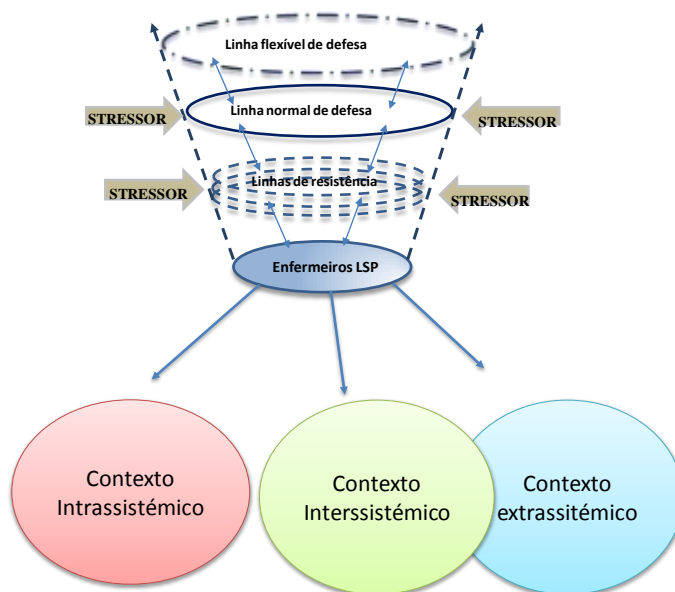 Linha flexível de defesa
Linha normal de defesa
STRESSOR
STRESSOR
Linhas de resistência
STRESSOR
STRESSOR
Enfermeiros LSP
Contexto
Intrassistémico
Contexto
Interssistémico
Contexto
extrassitémico